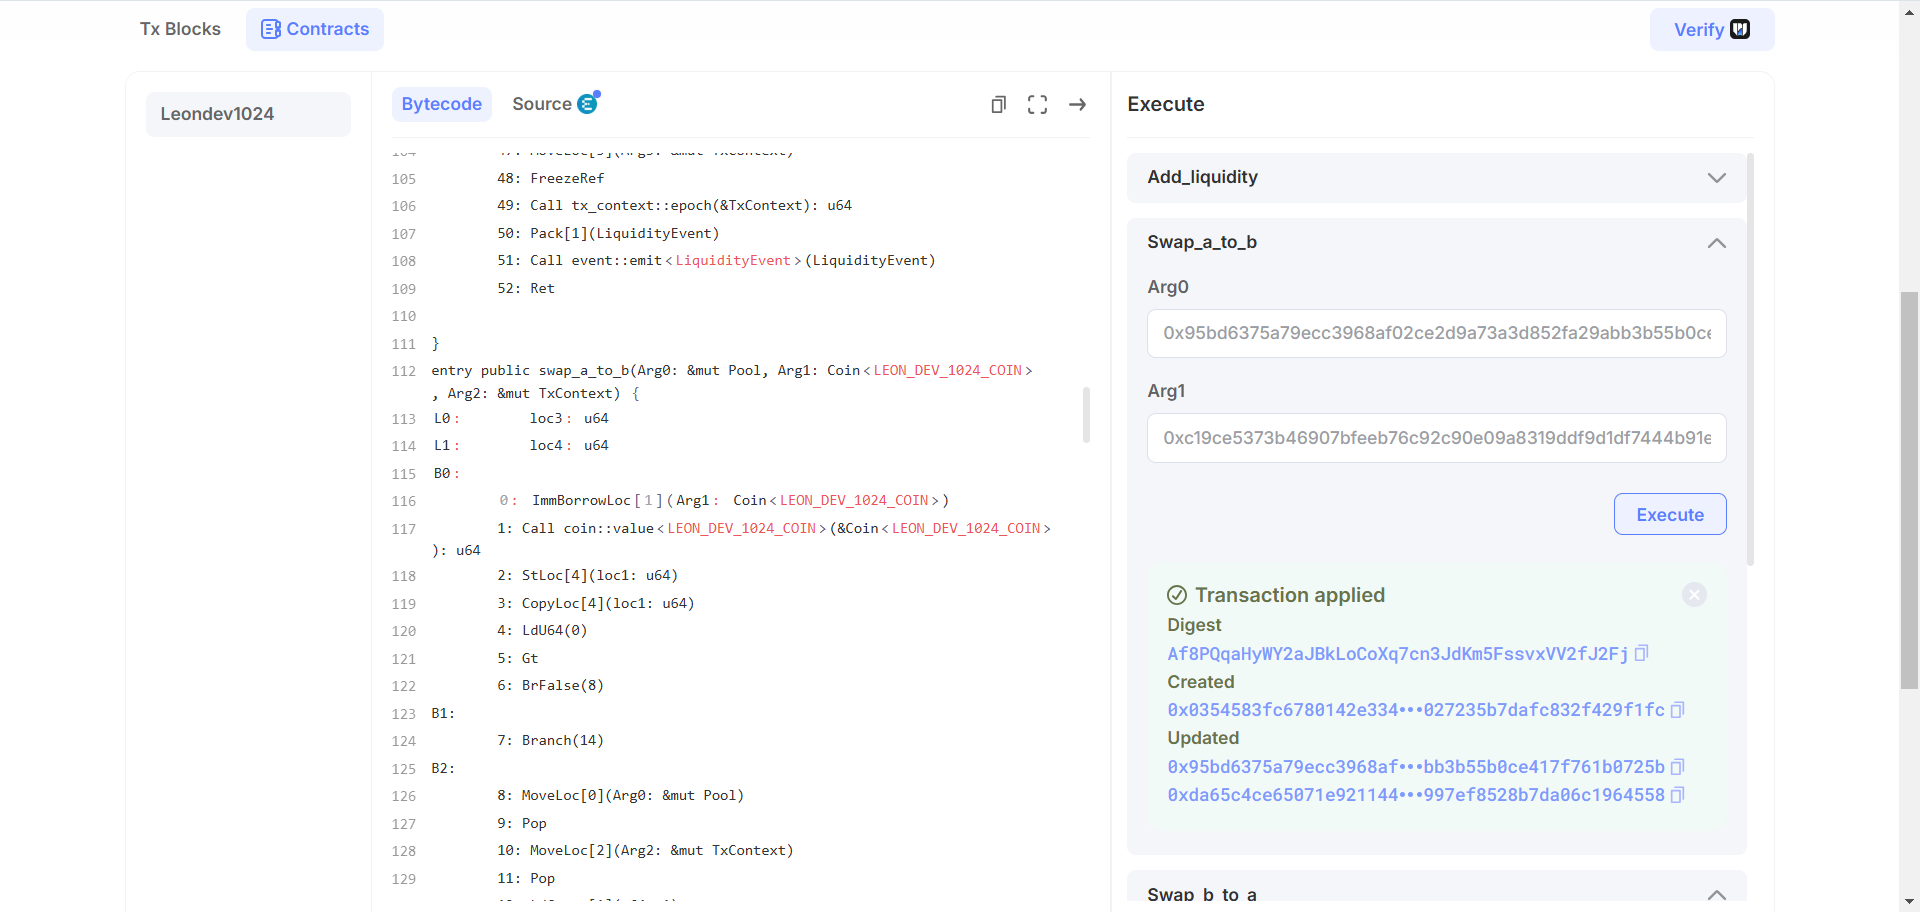 Tx Blocks
Contracts
Verify
Leondev1024
Bytecode
Source
105 48: FreezeRef
106 49: Call tx_context::epoch(&TxContext): u64
107 50: Pack[1](LiquidityEvent)
108 51: Call event::emit<LiquidityEvent>(LiquidityEvent)
109 52: Ret
110
111 }
112 entry public swap_a_to_b(Arg0: &mut Pool, Arg1: Coin<LEON_DEV_1024_COIN>
, Arg2: &mut TxContext) {
113 L0: loc3: u64
114 L1: loc4: u64
115 B0:
116 0: ImmBorrowLoc[1](Arg1: Coin<LEON_DEV_1024_COIN>)
117 1: Call coin::value<LEON_DEV_1024_COIN>(&Coin<LEON_DEV_1024_COIN>
): u64
118 2: StLoc[4](loc1: u64)
119 3: CopyLoc[4](loc1: u64)
120 4: LdU64(0)
121 5: Gt
122 6: BrFalse(8)
123 B1:
124 7: Branch(14)
125 B2:
126 8: MoveLoc[0](Arg0: &mut Pool)
127 9: Pop
128 10: MoveLoc[2](Arg2: &mut TxContext)
129 11: Pop
Execute
Add_liquidity
Swap_a_to_b
Arg0
0x95bd6375a79ecc3968af02ce2d9a73a3d852fa29abb3b55b0ce
Arg1
0xc19ce5373b46907bfeeb76c92c90e09a8319ddf9d1df7444b91e
Execute
Transaction applied
Digest
Af8PQqaHyWY2aJBkLoCoXq7cn3JdKm5FssvxVV2fJ2Fj
Created
0x0354583fc6780142e334•••027235b7dafc832f429f1fc
Updated
0x95bd6375a79ecc3968af•••bb3b55b0ce417f761b0725b
0xda65c4ce65071e921144•••997ef8528b7da06c1964558
Swap_b_to_a